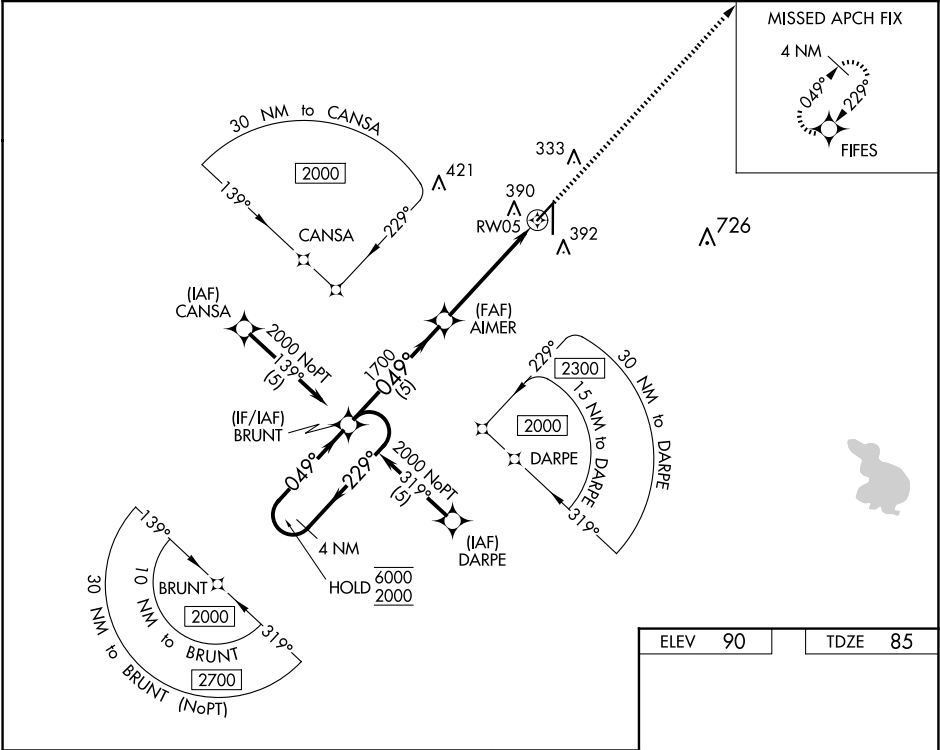 MISSED APCH FIX
4 NM
049°
229°
FIFES
30 NM to CANSA
2000
139°
229°
CANSA
421
333
390
RW05
392
726
(IAF)
CANSA
2000 NoPT
139°
(5)
(FAF)
AIMER
1700
049°
(5)
(IF/IAF)
BRUNT
049°
229°
4 NM
HOLD 6000
2000
2000 NoPT
319°
(5)
(IAF)
DARPE
229°
2300
30 NM to DARPE
15 NM to DARPE
2000
DARPE
319°
139°
BRUNT
2000
10 NM to BRUNT
319°
2700
30 NM to BRUNT (NoPT)
ELEV 90
TDZE 85